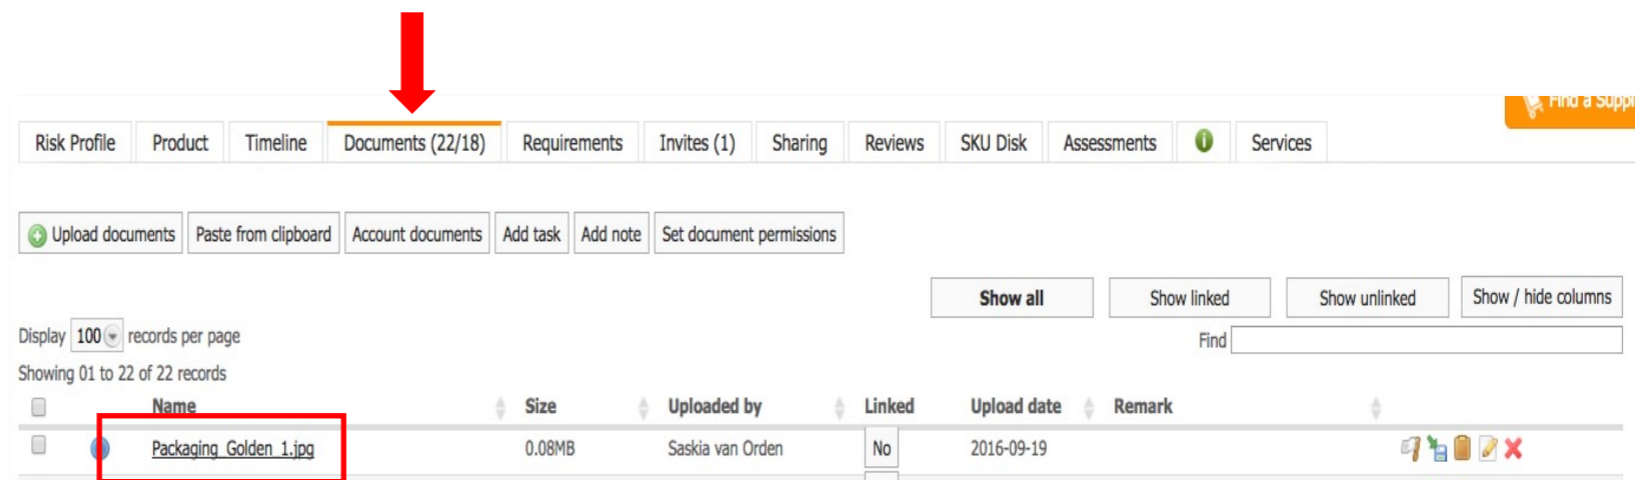 Find a Suppl
Risk Profile Product Timeline Documents (22/18) Requirements Invites (1) Sharing Reviews SKU Disk Assessments i Services
Upload documents Paste from clipboard Account documents Add task Add note Set document permissions
Show all Show linked Show unlinked Show / hide columns
Display 100 records per page Find
Showing 01 to 22 of 22 records
Name Size Uploaded by Linked Upload date Remark
Packaging_Golden_1.jpg 0.08MB Saskia van Orden No 2016-09-19